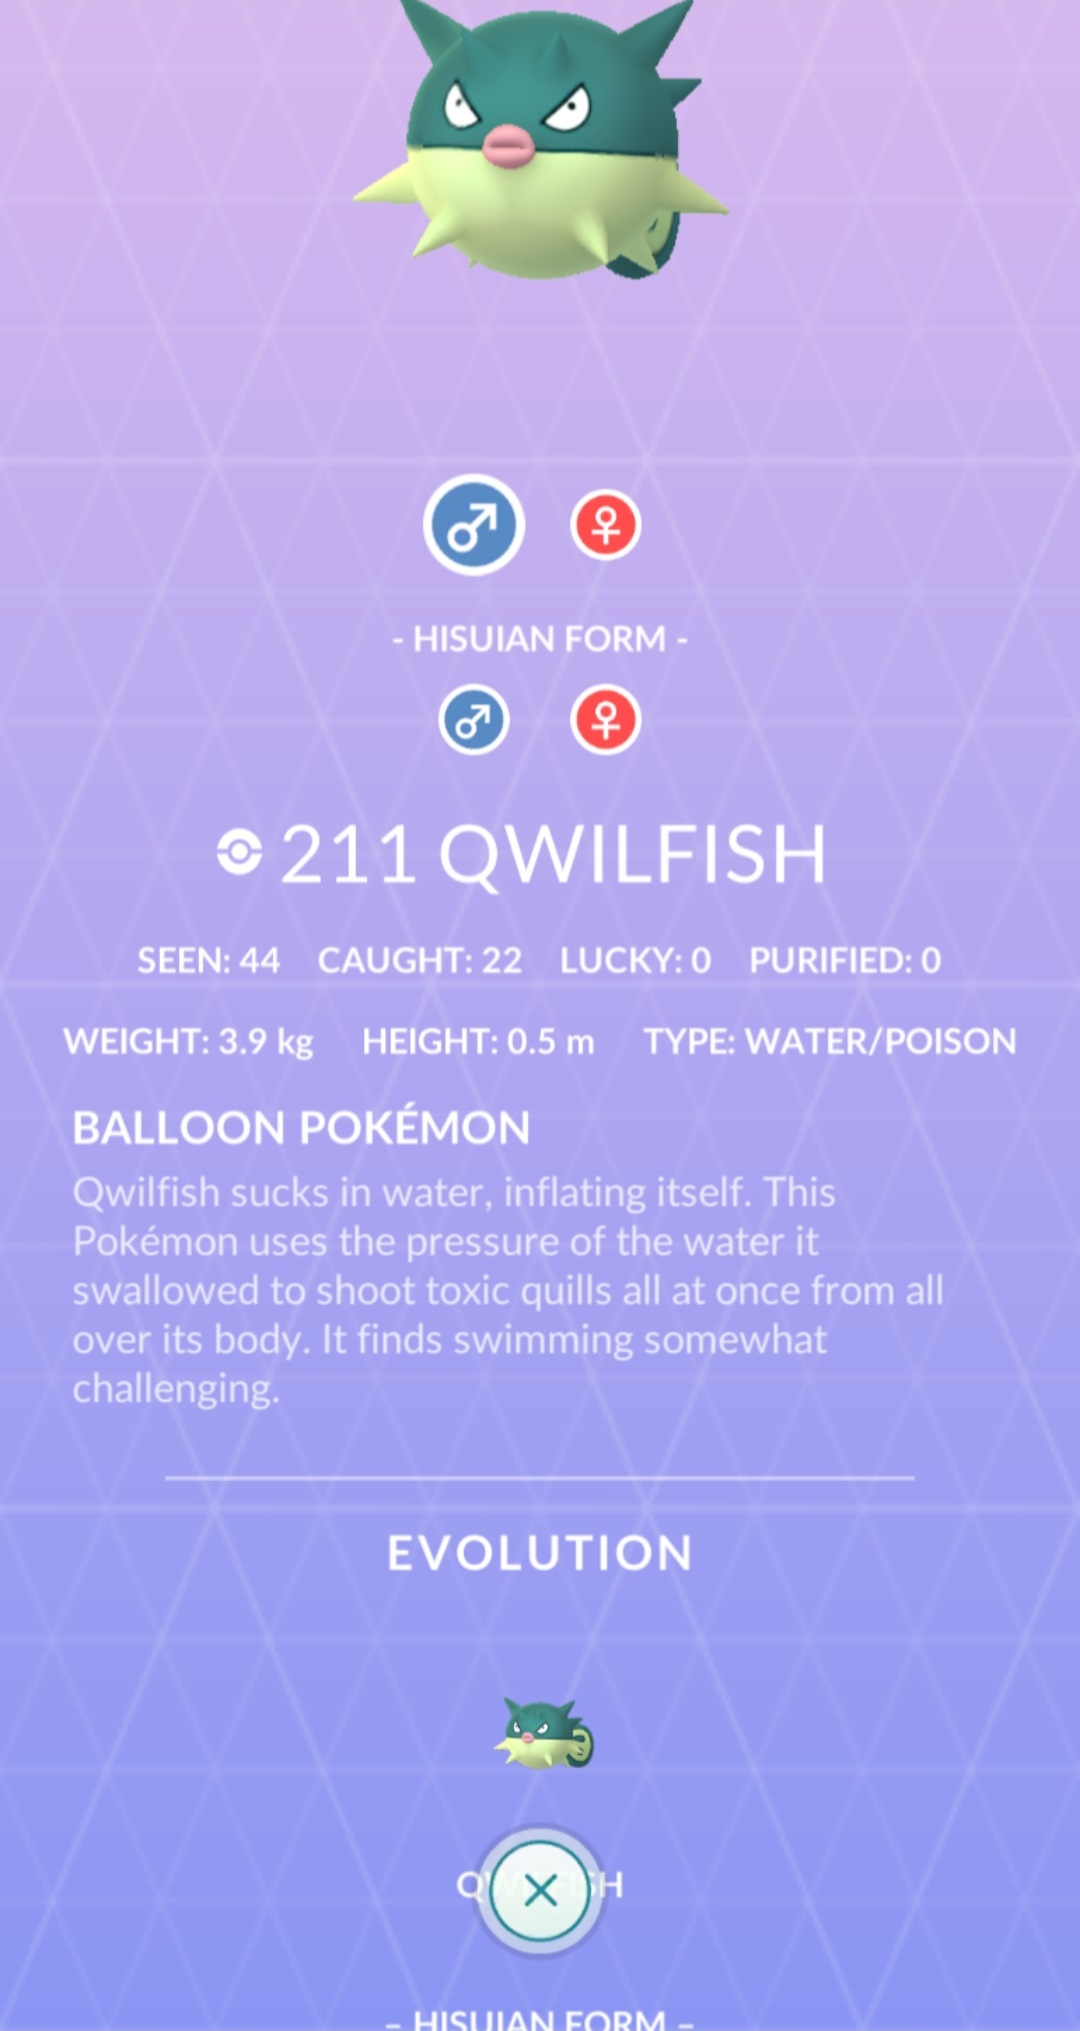 - HISUIAN FORM -
211 QWILFISH
SEEN: 44 CAUGHT: 22 LUCKY: 0 PURIFIED: 0
WEIGHT: 3.9 kg HEIGHT: 0.5 m TYPE: WATER/POISON
BALLOON POKÉMON
Qwilfish sucks in water, inflating itself. This
Pokémon uses the pressure of the water it
swallowed to shoot toxic quills all at once from all
over its body. It finds swimming somewhat
challenging.
EVOLUTION
QWILFISH
- HISUIAN FORM -